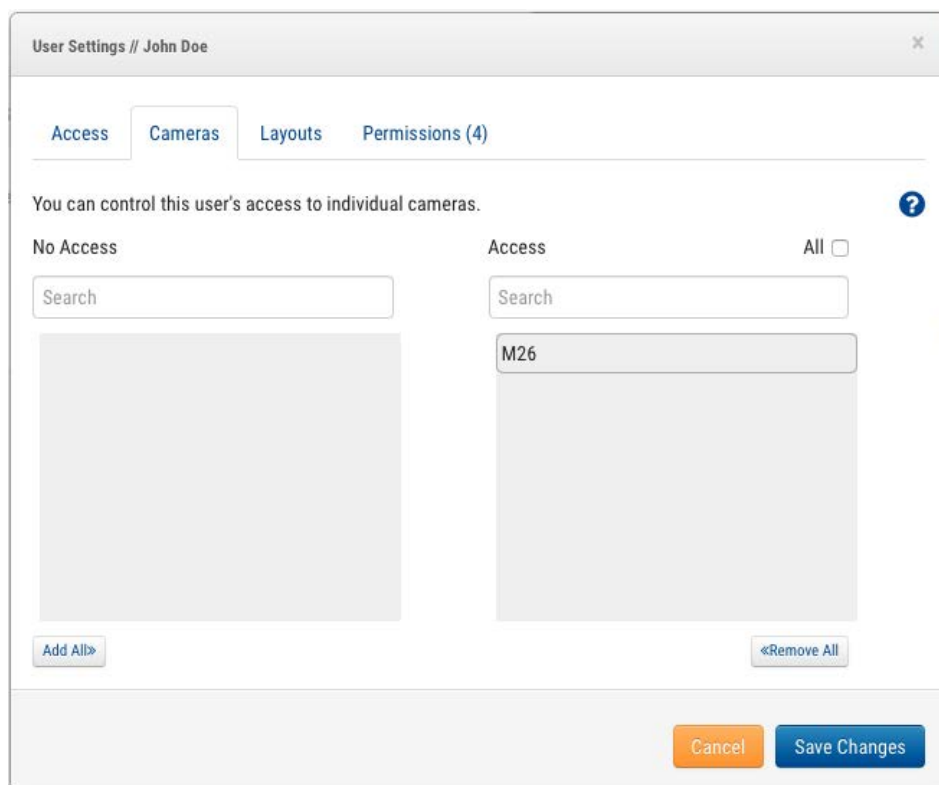 User Settings // John Doe ×
Access Cameras Layouts Permissions (4)
You can control this user's access to individual cameras. ?
No Access Access All
Search Search
M26
Add All» «Remove All
Cancel Save Changes